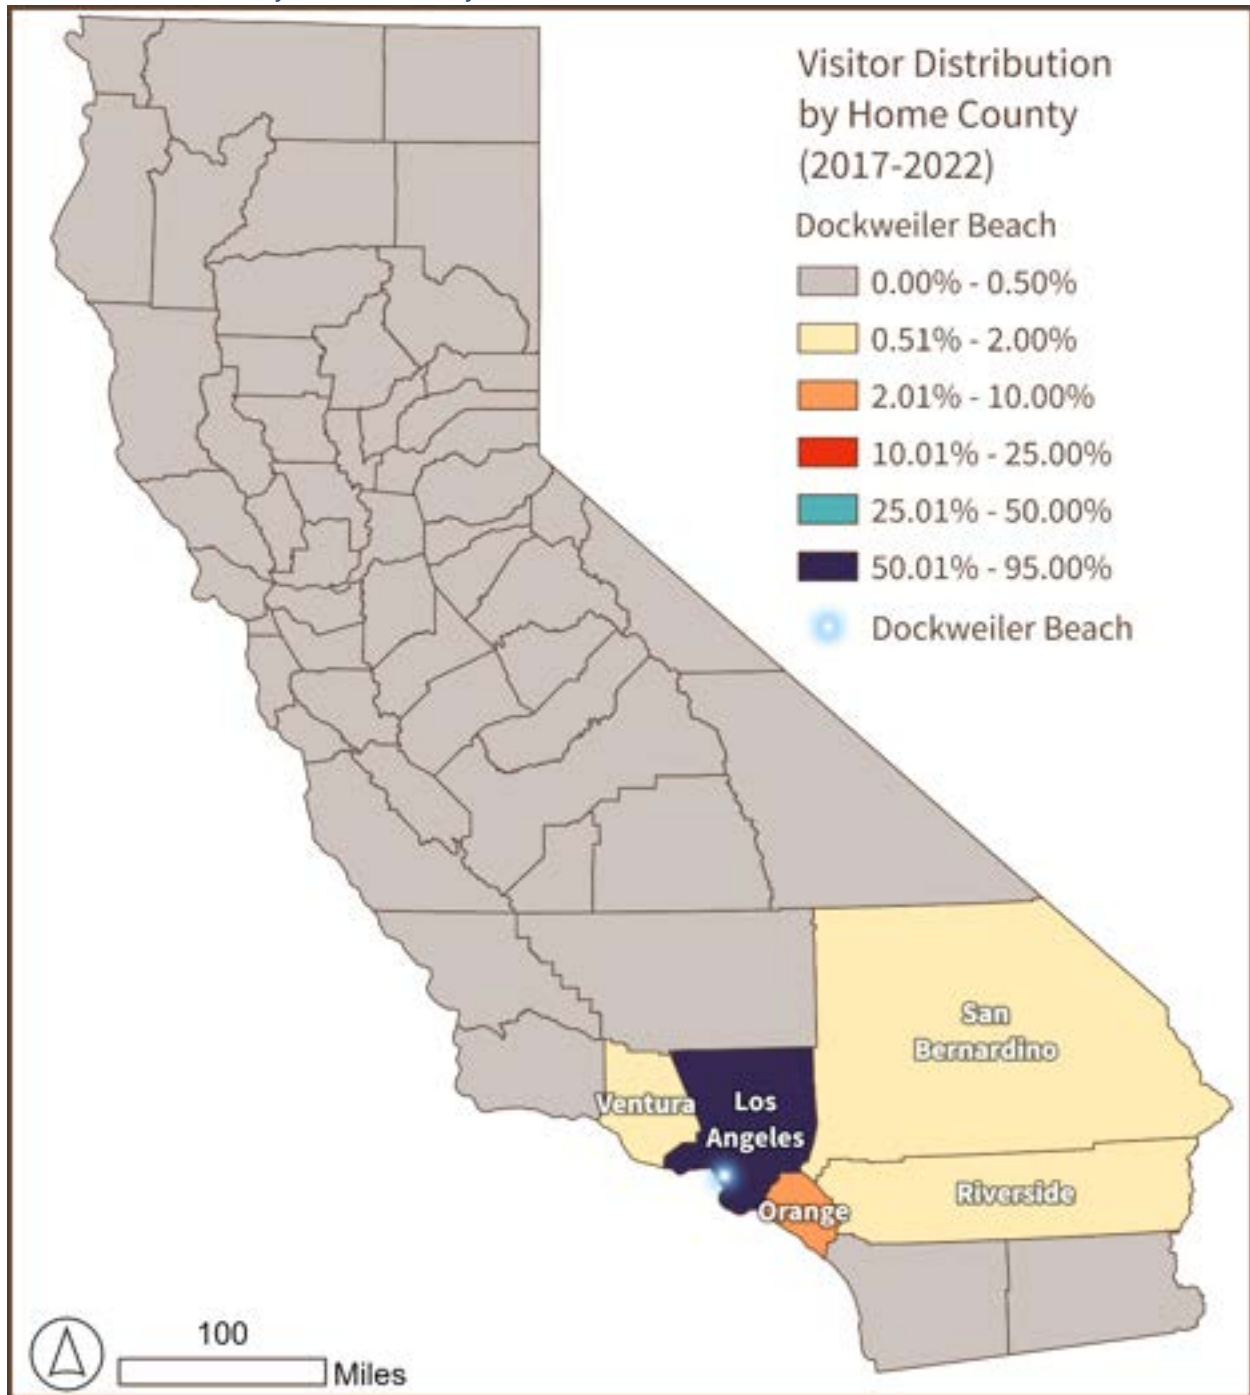 Visitor Distribution
by Home County
(2017-2022)
Dockweiler Beach
0.00% - 0.50%
0.51% - 2.00%
2.01% - 10.00%
10.01% - 25.00%
25.01% - 50.00%
50.01% - 95.00%
Dockweiler Beach
San
Bernardino
Ventura
Los
Angeles
Riverside
Orange
100
Miles